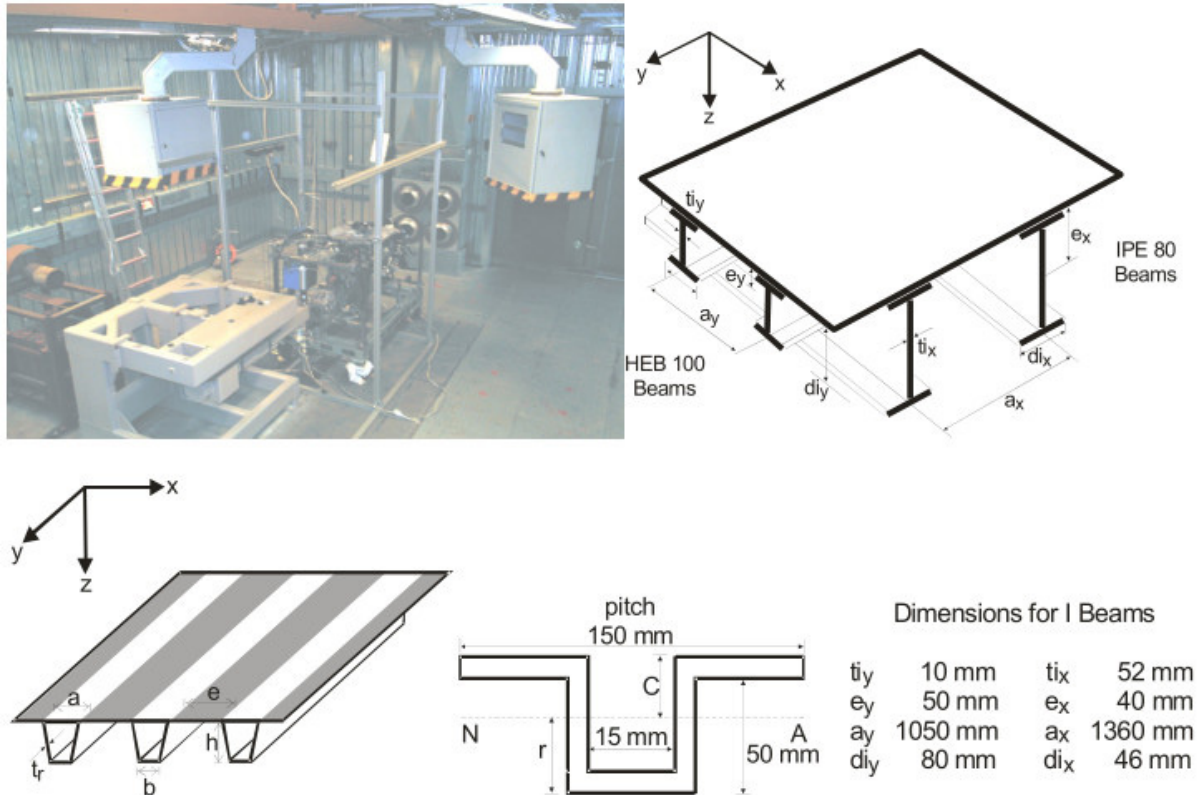 y
x
z
tiy
ex
IPE 80
Beams
ey
ay
tix
dix
HEB 100
Beams
diy
ax
x
y
z
a
e
h
tr
b
pitch
150 mm
C
N
15 mm
A
r
50 mm
Dimensions for I Beams
tiy 10 mm tix 52 mm
ey 50 mm ex 40 mm
ay 1050 mm ax 1360 mm
diy 80 mm dix 46 mm